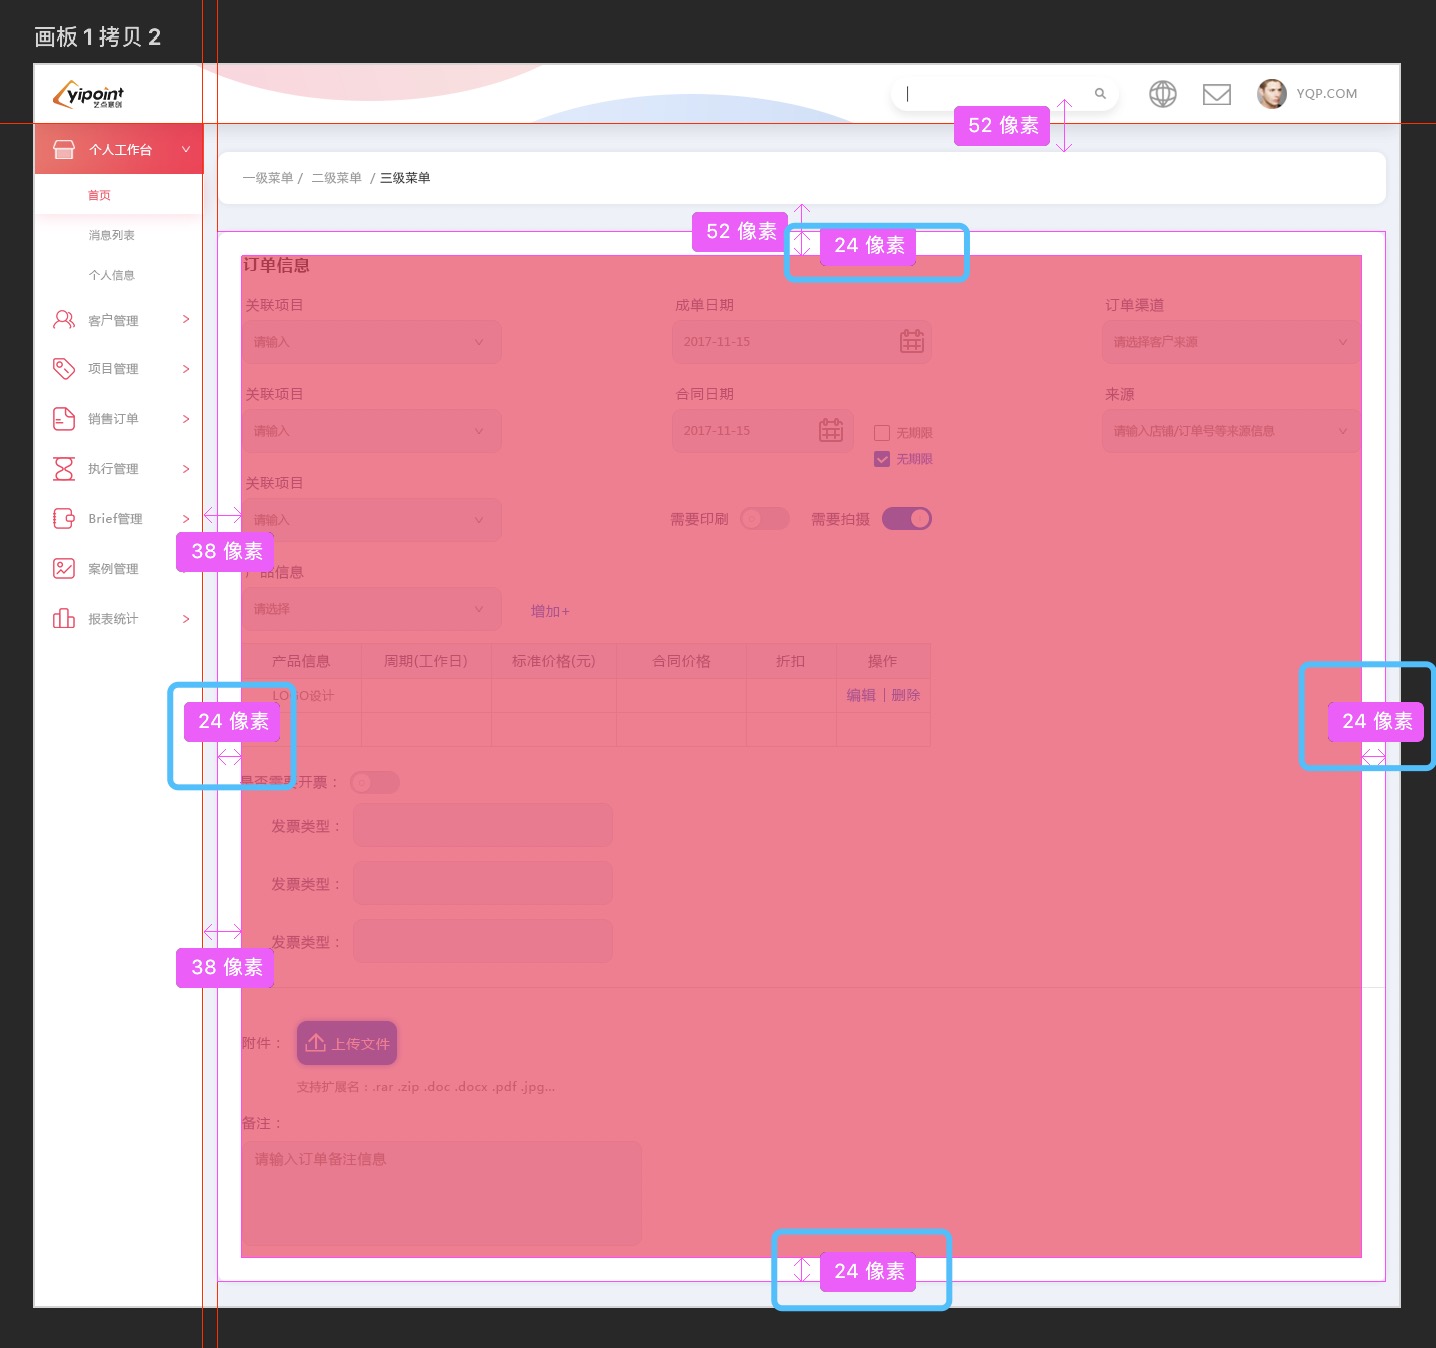 画板 1 拷贝 2
yipoint
艺点意创
YQP.COM
52 像素
个人工作台
首页
消息列表
个人信息
客户管理
项目管理
销售订单
执行管理
Brief管理
案例管理
报表统计
一级菜单 / 二级菜单 / 三级菜单
52 像素
24 像素
订单信息
关联项目
成单日期
订单渠道
请输入
2017-11-15
请选择客户来源
关联项目
合同日期
来源
请输入
2017-11-15
无期限
无期限
请输入店铺/订单号等来源信息
关联项目
请输入
需要印刷
需要拍摄
38 像素
产品信息
请选择
增加+
产品信息 周期(工作日) 标准价格(元) 合同价格 折扣 操作
LOGO设计
编辑 | 删除
24 像素
24 像素
是否需要开票：
发票类型：
发票类型：
发票类型：
38 像素
附件：
上传文件
支持扩展名：.rar .zip .doc .docx .pdf .jpg...
备注：
请输入订单备注信息
24 像素